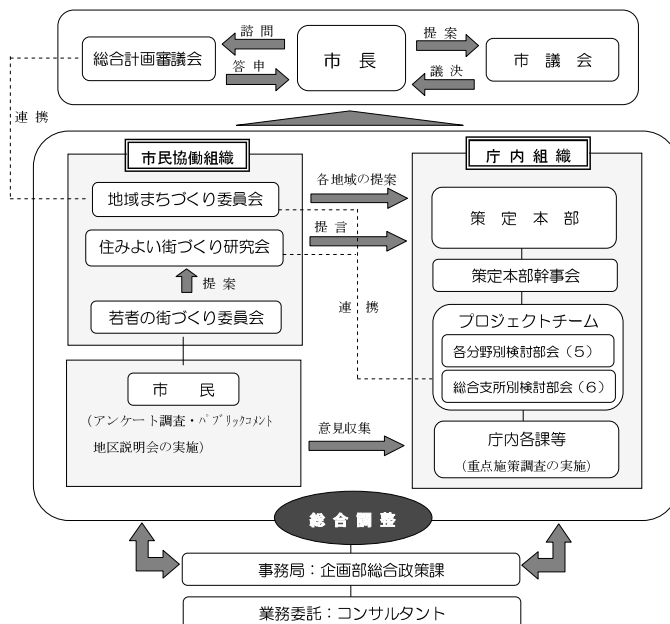 諮 問
提 案
総合計画審議会
市 長
市 議 会
答 申
議 決
連 携
市民協働組織
庁 内 組 織
地域まちづくり委員会
各地域の提案
策 定 本 部
住みよい街づくり研究会
提 言
提 案
策定本部幹事会
連 携
若者の街づくり委員会
プロジェクトチーム
各分野別検討部会(5)
総合支所別検討部会(6)
市 民
(アンケート調査・パブリックコメント
地区説明会の実施)
意見収集
庁内各課等
(重点施策調査の実施)
総 合 調 整
事務局:企画部総合政策課
業務委託:コンサルタント